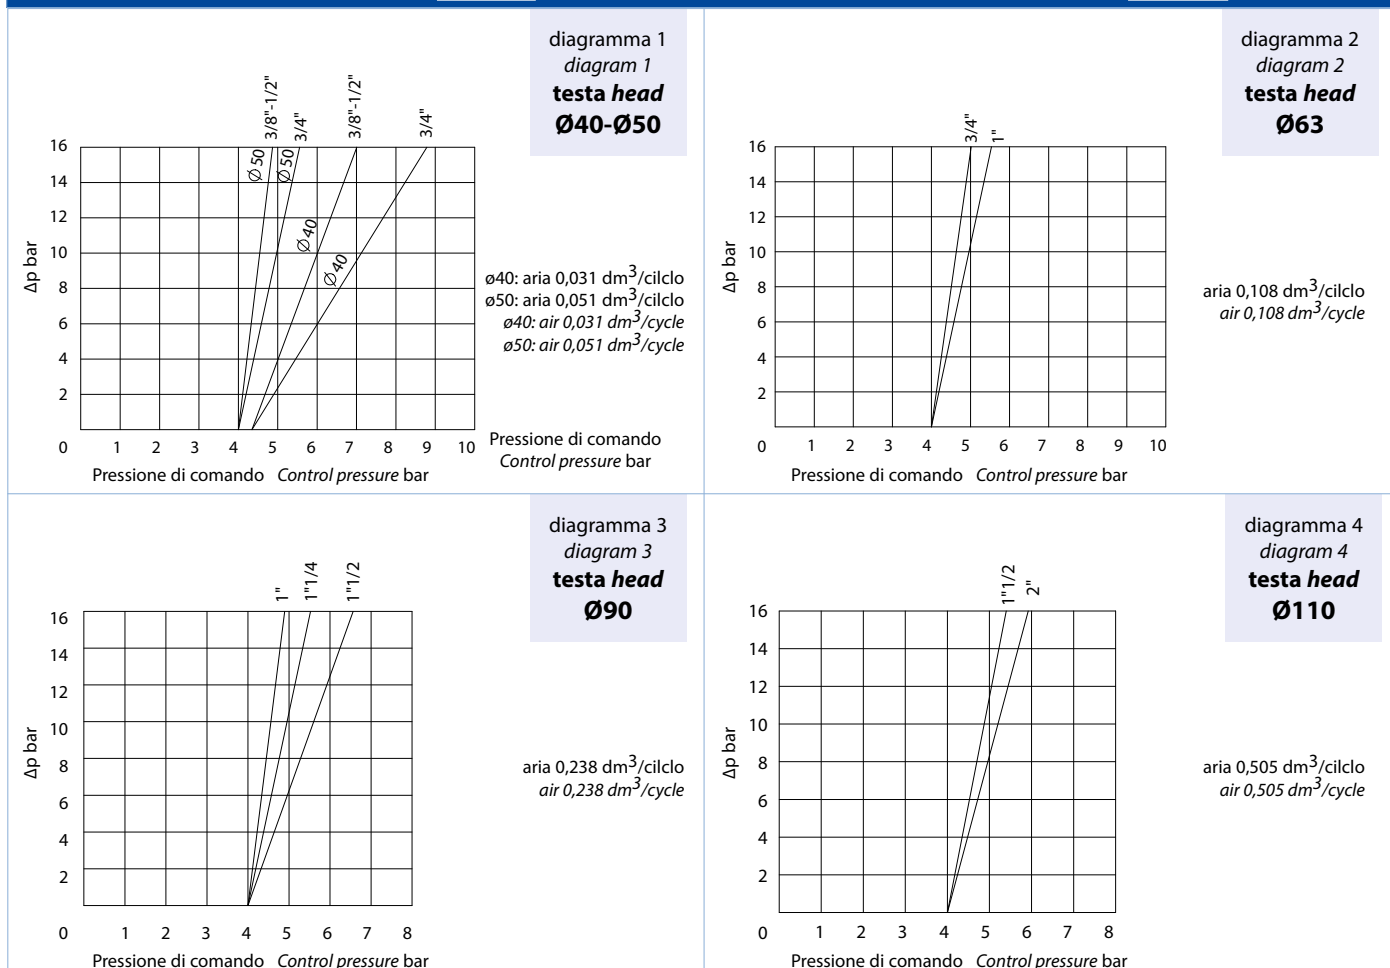 diagramma 1
diagram 1
testa head
Ø40-Ø50
3/8"-1/2"
3/4"
3/8"-1/2"
3/4"
Ø 50
Ø 50
Ø 40
Ø 40
16
14
12
10
8
6
4
2
Δp bar
0 1 2 3 4 5 6 7 8 9 10
Pressione di comando Control pressure bar
ø40: aria 0,031 dm3/cilclo
ø50: aria 0,051 dm3/cilclo
ø40: air 0,031 dm3/cycle
ø50: air 0,051 dm3/cycle
Pressione di comando
Control pressure bar
diagramma 2
diagram 2
testa head
Ø63
3/4"
1"
16
14
12
10
8
6
4
2
Δp bar
0 1 2 3 4 5 6 7 8 9 10
Pressione di comando Control pressure bar
aria 0,108 dm3/cilclo
air 0,108 dm3/cycle
diagramma 3
diagram 3
testa head
Ø90
1"
1"1/4
1"1/2
16
14
12
10
8
6
4
2
Δp bar
0 1 2 3 4 5 6 7 8
Pressione di comando Control pressure bar
aria 0,238 dm3/cilclo
air 0,238 dm3/cycle
diagramma 4
diagram 4
testa head
Ø110
1"1/2
2"
16
14
12
10
8
6
4
2
Δp bar
0 1 2 3 4 5 6 7 8
Pressione di comando Control pressure bar
aria 0,505 dm3/cilclo
air 0,505 dm3/cycle